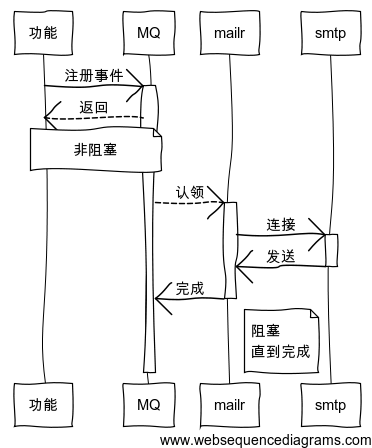 功能 MQ mailr smtp
注册事件
返回
非阻塞
认领
连接
发送
完成
阻塞
直到完成
功能 MQ mailr smtp
www.websequencediagrams.com